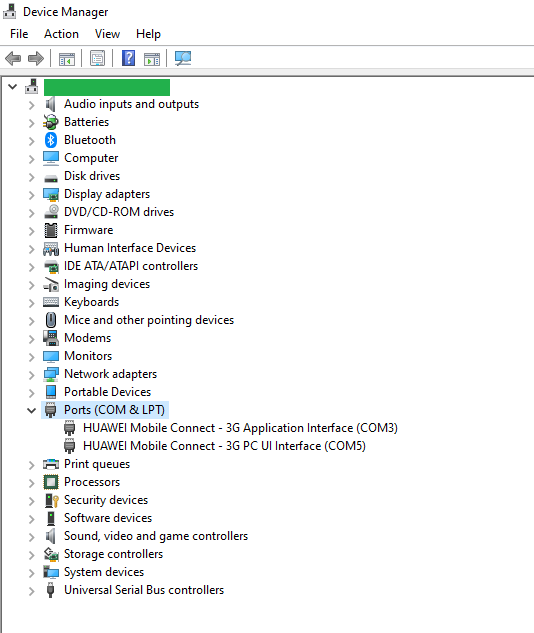 Device Manager
File Action View Help
Audio inputs and outputs
Batteries
Bluetooth
Computer
Disk drives
Display adapters
DVD/CD-ROM drives
Firmware
Human Interface Devices
IDE ATA/ATAPI controllers
Imaging devices
Keyboards
Mice and other pointing devices
Modems
Monitors
Network adapters
Portable Devices
Ports (COM & LPT)
HUAWEI Mobile Connect - 3G Application Interface (COM3)
HUAWEI Mobile Connect - 3G PC UI Interface (COM5)
Print queues
Processors
Security devices
Software devices
Sound, video and game controllers
Storage controllers
System devices
Universal Serial Bus controllers